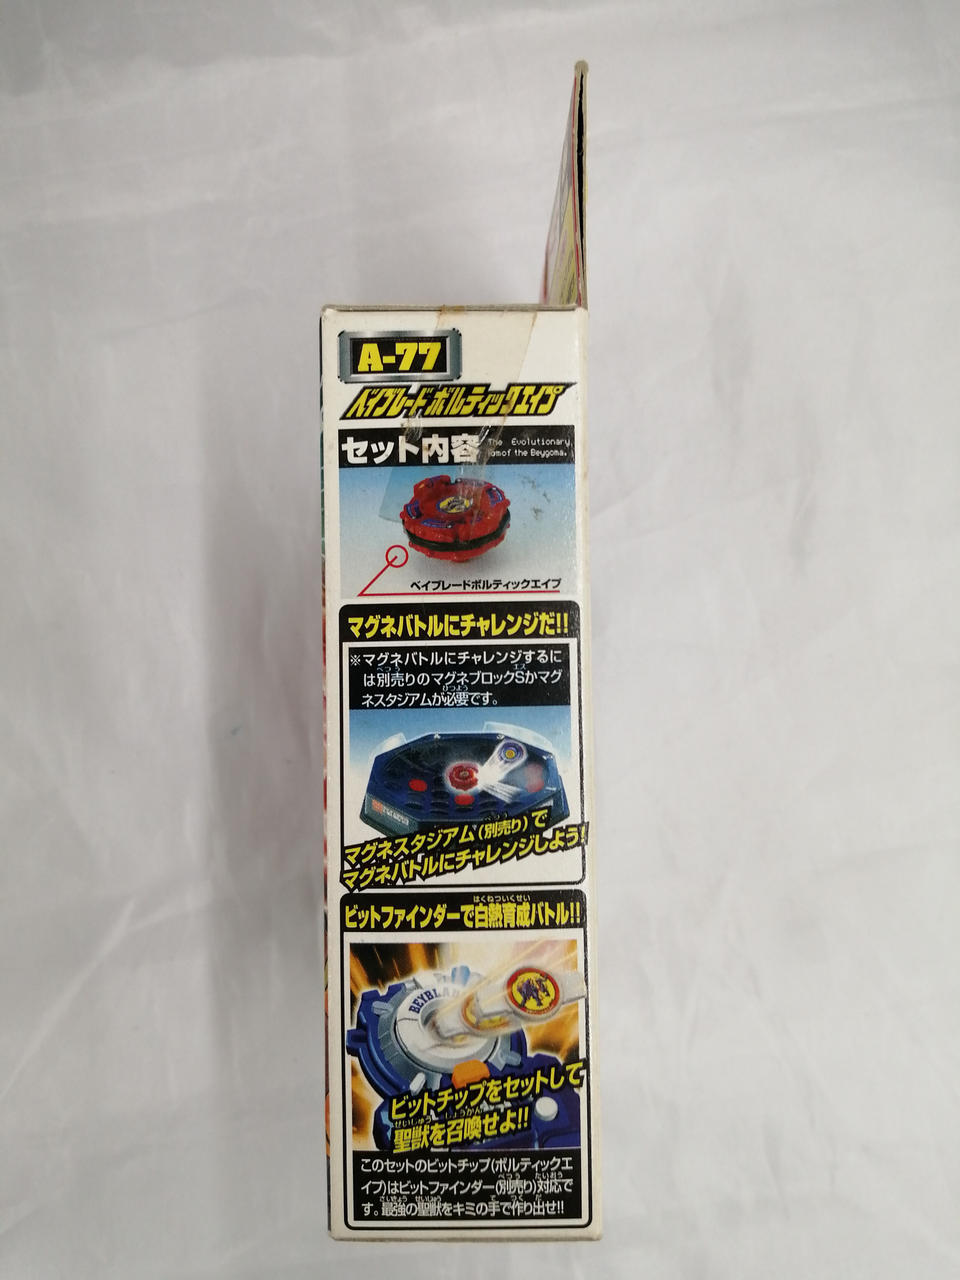 A-77
ベイブレードボルティックエイプ
セット内容
The Evolutionary
of the Beygoma.
ベイブレードボルティックエイプ
マグネバトルにチャレンジだ!!
※マグネバトルにチャレンジするに
は別売りのマグネブロックSかマグ
ネスタジアムが必要です。
マグネスタジアム(別売り)で
マグネバトルにチャレンジしよう!
ビットファインダーで白熱育成バトル!!
BEYBLADE
ビットチップをセットして
聖獣を召喚せよ!!
このセットのビットチップ(ボルティックエ
イプ)はビットファインダー(別売り)対応で
す。最強の聖獣をキミの手で作り出せ!!